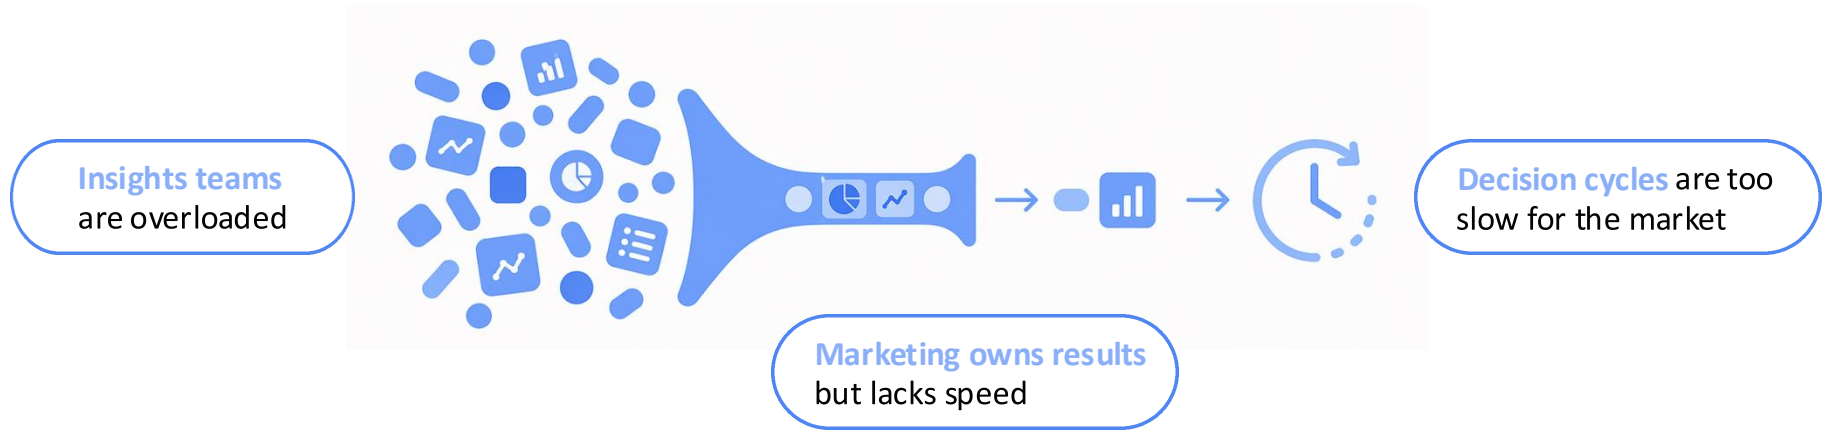 Insights teams
are overloaded
Marketing owns results
but lacks speed
Decision cycles are too
slow for the market